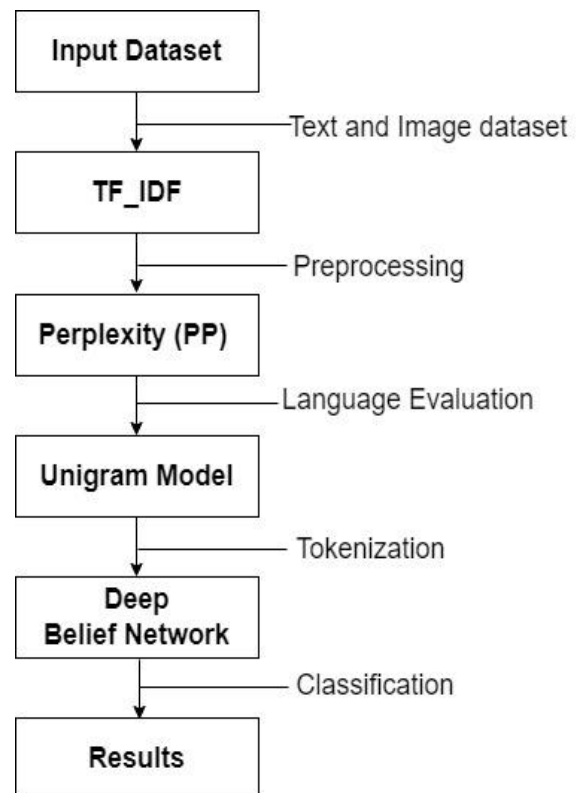 Input Dataset
Text and Image dataset
TF_IDF
Preprocessing
Perplexity (PP)
Language Evaluation
Unigram Model
Tokenization
Deep
Belief Network
Classification
Results